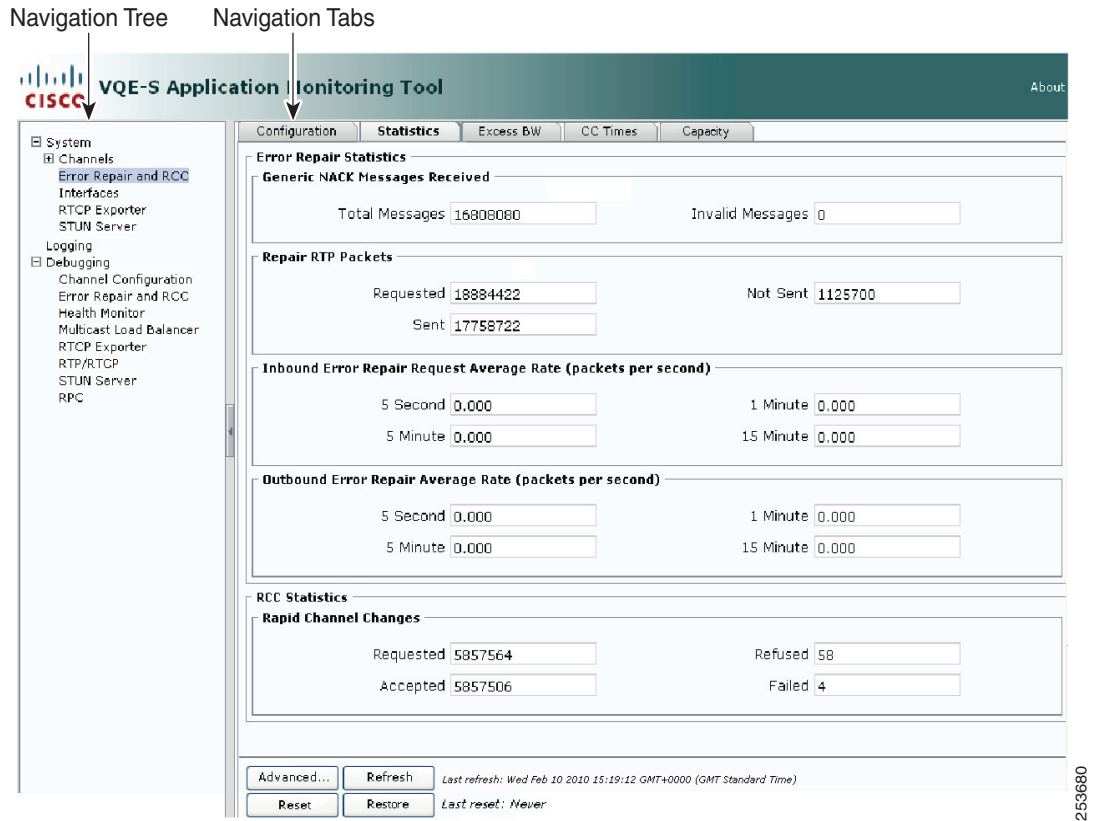 Navigation Tree Navigation Tabs
CISCO VQE-S Application Monitoring Tool About
Configuration Statistics Excess BW CC Times Capacity
System
Channels
Error Repair and RCC
Interfaces
RTCP Exporter
STUN Server
Logging
Debugging
Channel Configuration
Error Repair and RCC
Health Monitor
Multicast Load Balancer
RTCP Exporter
RTP/RTCP
STUN Server
RPC
Error Repair Statistics
Generic NACK Messages Received
Total Messages 16808080 Invalid Messages 0
Repair RTP Packets
Requested 18884422 Not Sent 1125700
Sent 17758722
Inbound Error Repair Request Average Rate (packets per second)
5 Second 0.000 1 Minute 0.000
5 Minute 0.000 15 Minute 0.000
Outbound Error Repair Average Rate (packets per second)
5 Second 0.000 1 Minute 0.000
5 Minute 0.000 15 Minute 0.000
RCC Statistics
Rapid Channel Changes
Requested 5857564 Refused 58
Accepted 5857506 Failed 4
Advanced... Refresh Last refresh: Wed Feb 10 2010 15:19:12 GMT+0000 (GMT Standard Time)
Reset Restore Last reset: Never
253680